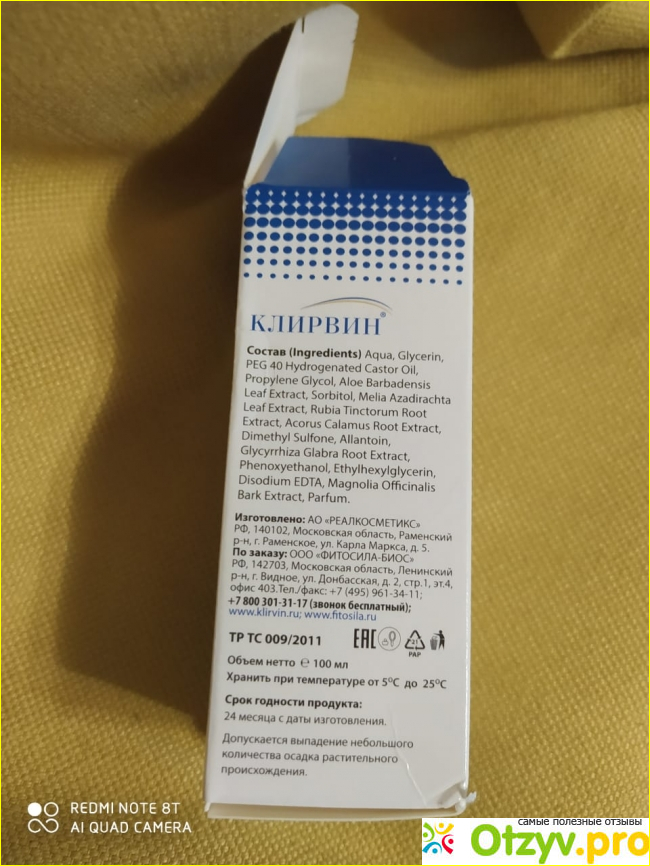 КЛИРВИН®
Состав (Ingredients) Aqua, Glycerin,
PEG 40 Hydrogenated Castor Oil,
Propylene Glycol, Aloe Barbadensis
Leaf Extract, Sorbitol, Melia Azadirachta
Leaf Extract, Rubia Tinctorum Root
Extract, Acorus Calamus Root Extract,
Dimethyl Sulfone, Allantoin,
Glycyrrhiza Glabra Root Extract,
Phenoxyethanol, Ethylhexylglycerin,
Disodium EDTA, Magnolia Officinalis
Bark Extract, Parfum.
Изготовлено: АО «РЕАЛКОСМЕТИКС»
РФ, 140102, Московская область, Раменский
р-н, г. Раменское, ул. Карла Маркса, д. 5.
По заказу: ООО «ФИТОСИЛА-БИОС»
РФ, 142703, Московская область, Ленинский
р-н, г. Видное, ул. Донбасская, д. 2, стр.1, эт.4,
офис 403.Тел./факс: +7 (495) 961-34-11;
+7 800 301-31-17 (звонок бесплатный);
www.klirvin.ru; www.fitosila.ru
ТР ТС 009/2011 EAC 21 PAP
Объем нетто ℮ 100 мл
Хранить при температуре от 5°С до 25°С
Срок годности продукта:
24 месяца с даты изготовления.
Допускается выпадение небольшого
количества осадка растительного
происхождения.
REDMI NOTE 8T
AI QUAD CAMERA
самые полезные отзывы
Otzyv.pro